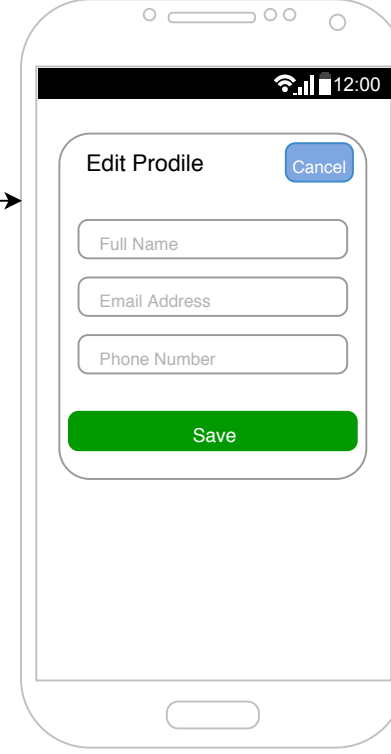 12:00
Edit Prodile
Cancel
Full Name
Email Address
Phone Number
Save